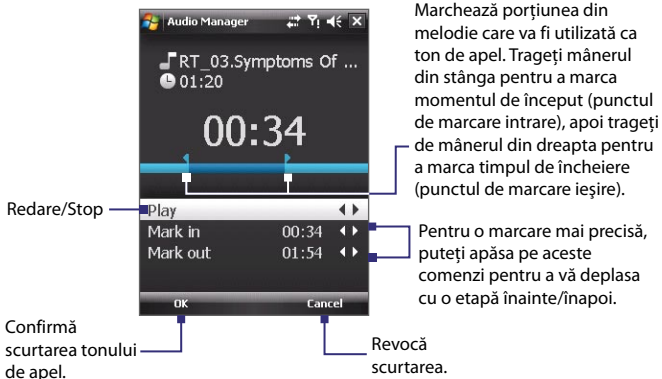 Audio Manager
RT_03.Symptoms Of ...
01:20
00:34
Play
Mark in 00:34
Mark out 01:54
OK Cancel
Marchează porțiunea din
melodie care va fi utilizată ca
ton de apel. Trageți mânerul
din stânga pentru a marca
momentul de început (punctul
de marcare intrare), apoi trageți
de mânerul din dreapta pentru
a marca timpul de încheiere
(punctul de marcare ieșire).
Redare/Stop
Pentru o marcare mai precisă,
puteți apăsa pe aceste
comenzi pentru a vă deplasa
cu o etapă înainte/înapoi.
Confirmă
scurtarea tonului
de apel.
Revocă
scurtarea.